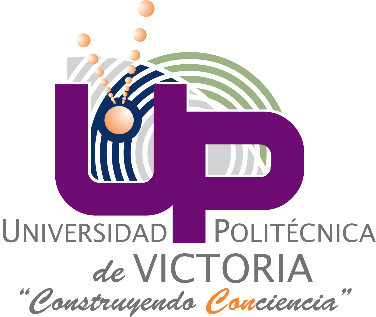 UP
UNIVERSIDAD POLITÉCNICA
de VICTORIA
“Construyendo Conciencia”